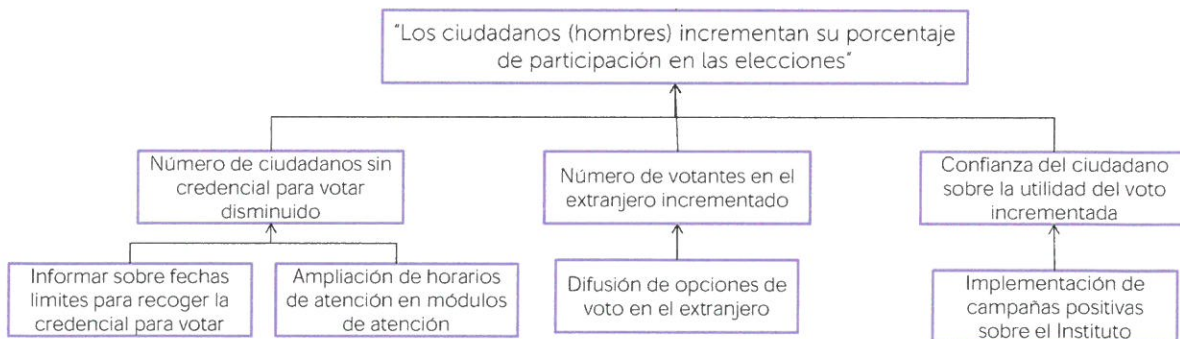 "Los ciudadanos (hombres) incrementan su porcentaje
de participación en las elecciones"
Número de ciudadanos sin
credencial para votar
disminuido
Número de votantes en el
extranjero incrementado
Confianza del ciudadano
sobre la utilidad del voto
incrementada
Informar sobre fechas
límites para recoger la
credencial para votar
Ampliación de horarios
de atención en módulos
de atención
Difusión de opciones de
voto en el extranjero
Implementación de
campañas positivas
sobre el Instituto